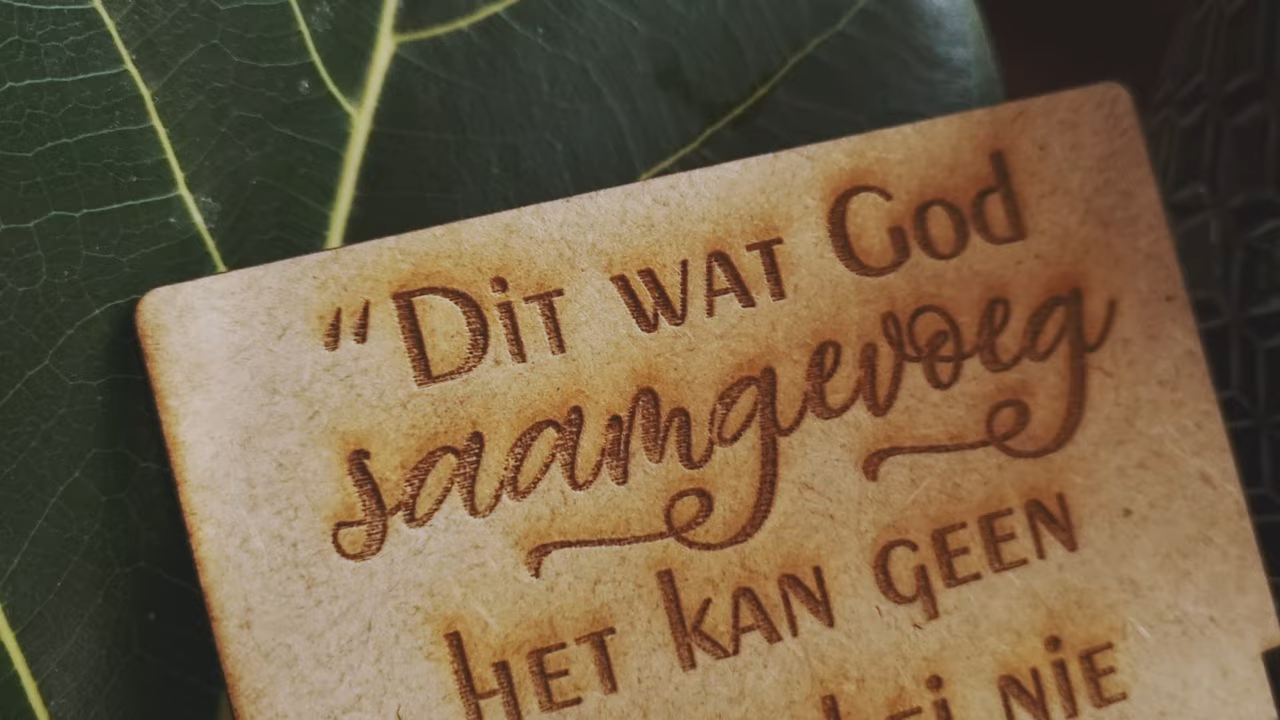 “Dit wat God
saamgevoeg
het kan geen
nie